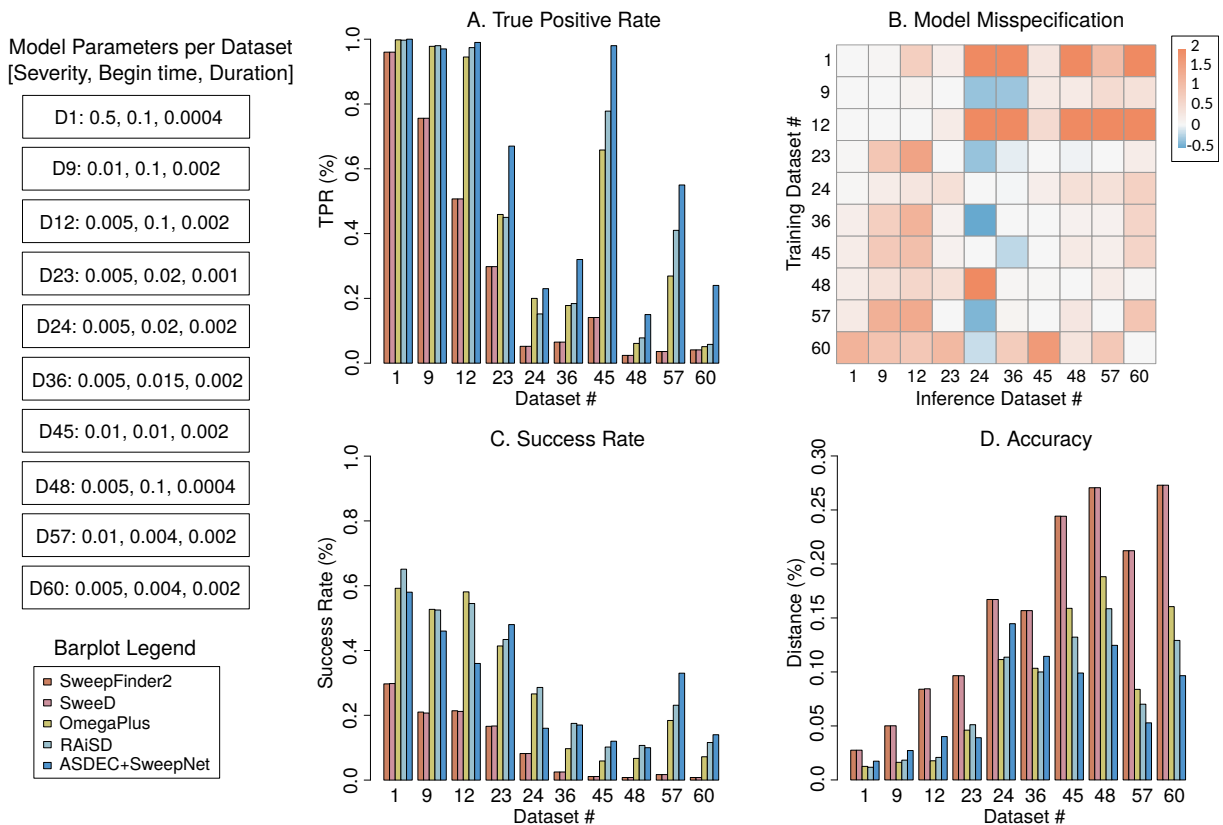 Model Parameters per Dataset
[Severity, Begin time, Duration]
D1: 0.5, 0.1, 0.0004
D9: 0.01, 0.1, 0.002
D12: 0.005, 0.1, 0.002
D23: 0.005, 0.02, 0.001
D24: 0.005, 0.02, 0.002
D36: 0.005, 0.015, 0.002
D45: 0.01, 0.01, 0.002
D48: 0.005, 0.1, 0.0004
D57: 0.01, 0.004, 0.002
D60: 0.005, 0.004, 0.002
Barplot Legend
SweepFinder2
SweeD
OmegaPlus
RAiSD
ASDEC+SweepNet
A. True Positive Rate
TPR (%)
1.0
0.8
0.6
0.4
0.2
0.0
1 9 12 23 24 36 45 48 57 60
Dataset #
B. Model Misspecification
Training Dataset #
1
9
12
23
24
36
45
48
57
60
1 9 12 23 24 36 45 48 57 60
Inference Dataset #
2
1.5
1
0.5
0
-0.5
C. Success Rate
Success Rate (%)
1.0
0.8
0.6
0.4
0.2
0.0
1 9 12 23 24 36 45 48 57 60
Dataset #
D. Accuracy
Distance (%)
0.30
0.25
0.20
0.15
0.10
0.05
0.0
1 9 12 23 24 36 45 48 57 60
Dataset #